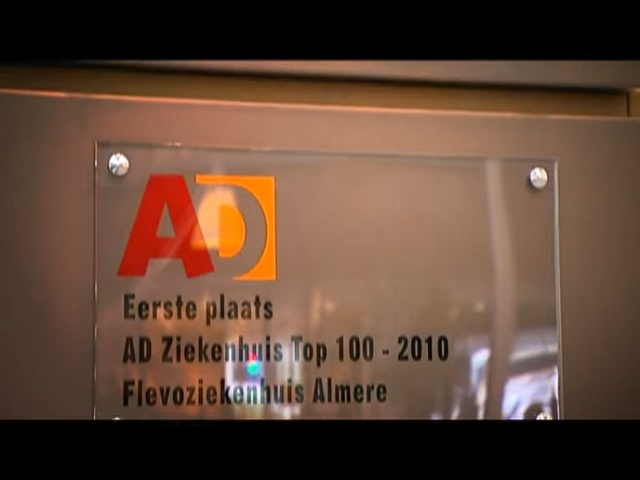 AD
Eerste plaats
AD Ziekenhuis Top 100 - 2010
Flevoziekenhuis Almere